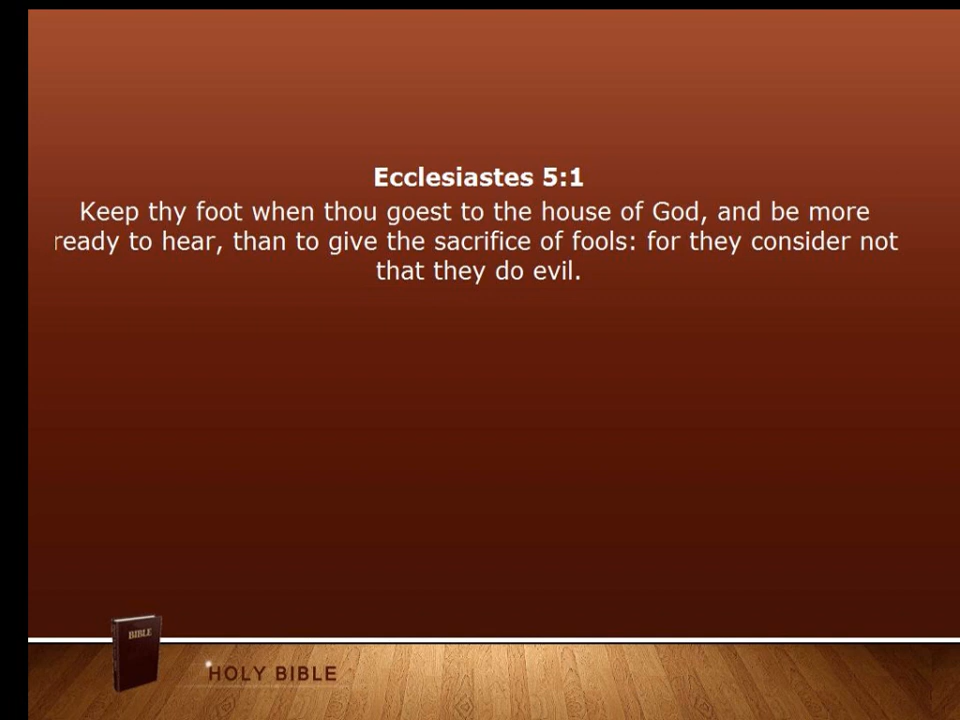 Ecclesiastes 5:1
Keep thy foot when thou goest to the house of God, and be more
ready to hear, than to give the sacrifice of fools: for they consider not
that they do evil.
BIBLE
HOLY BIBLE